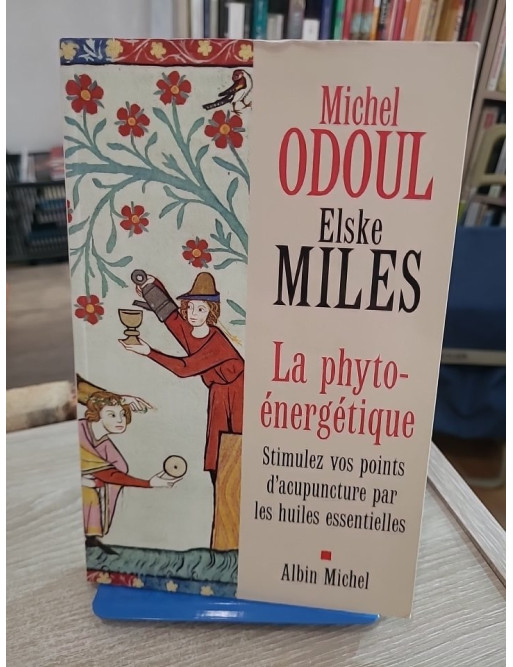 Michel
ODOUL
Elske
MILES
La phyto-
énergétique
Stimulez vos points
d'acupuncture par
les huiles essentielles
Albin Michel